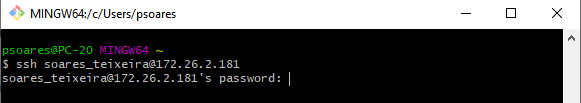 MINGW64:/c/Users/psoares
psoares@PC-20 MINGW64 ~
$ ssh soares_teixeira@172.26.2.181
soares_teixeira@172.26.2.181's password: